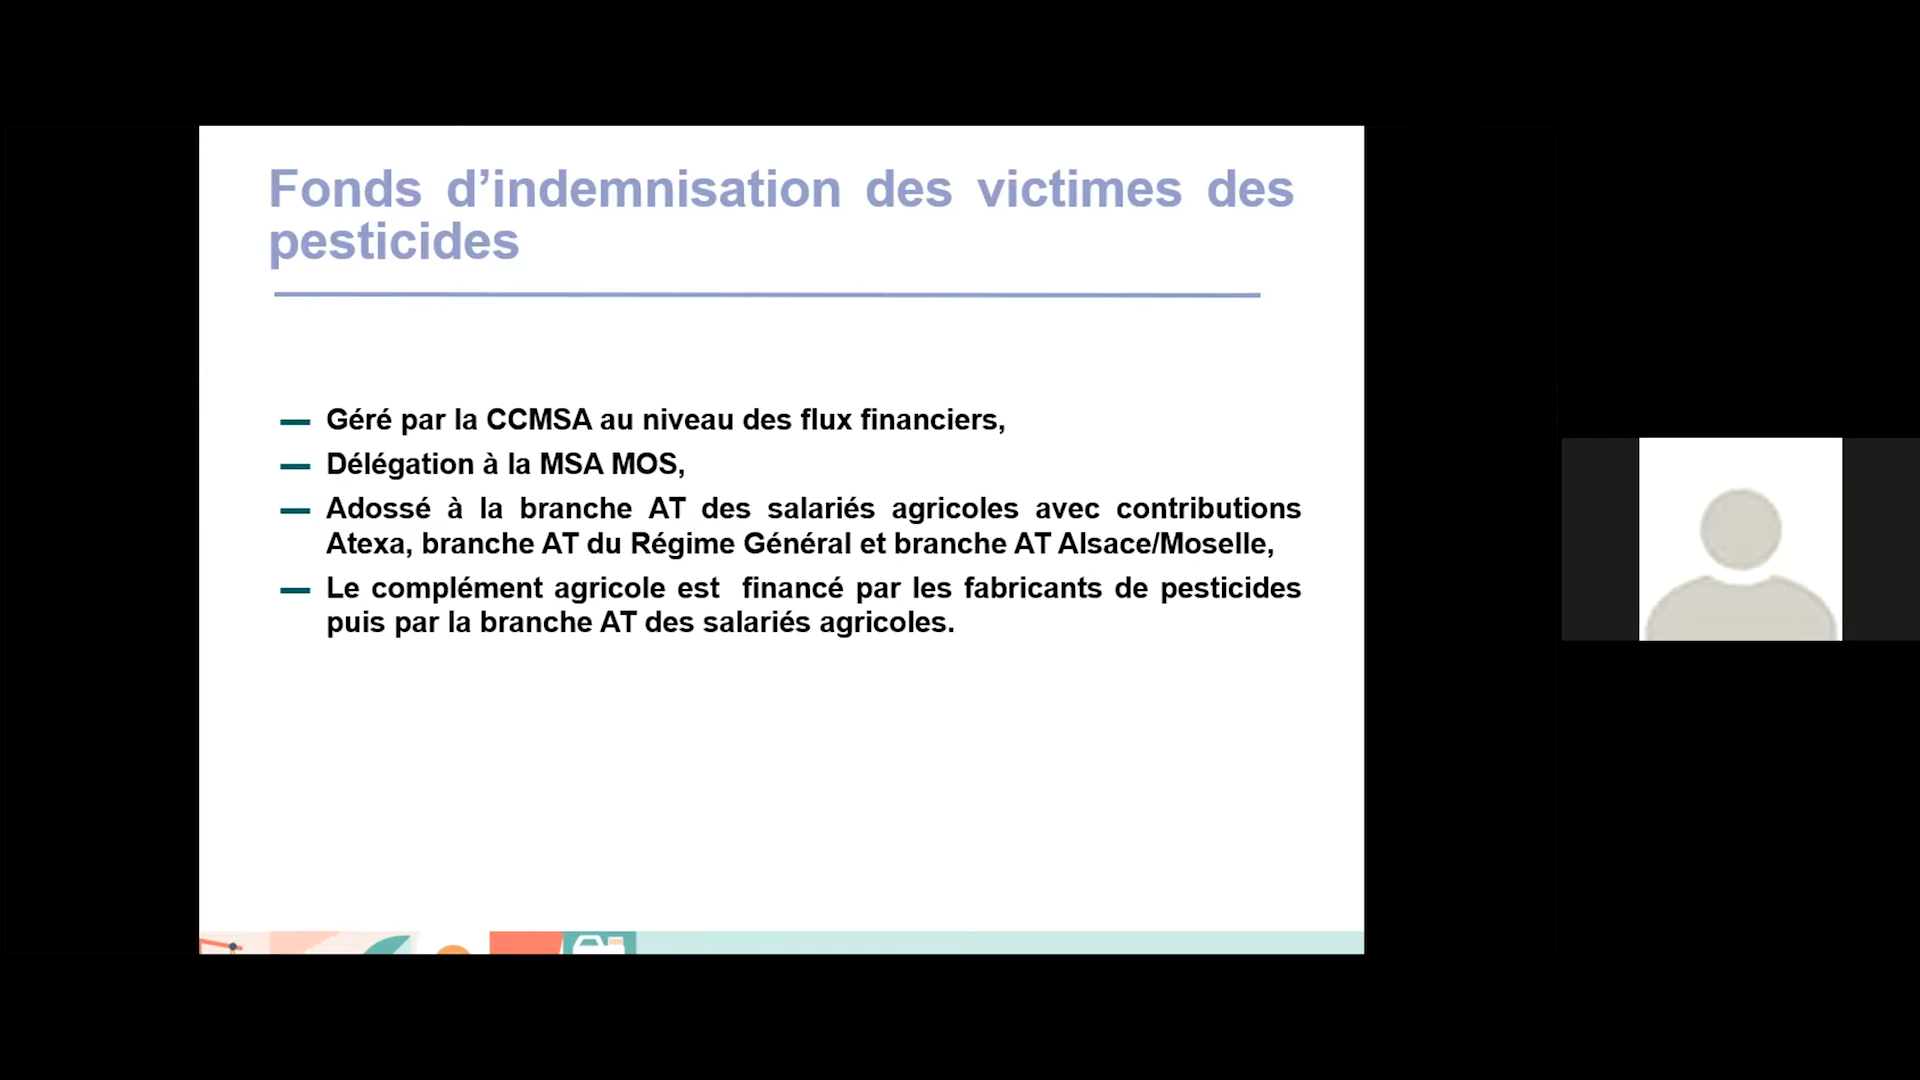 Fonds d’indemnisation des victimes des
pesticides
Géré par la CCMSA au niveau des flux financiers,
Délégation à la MSA MOS,
Adossé à la branche AT des salariés agricoles avec contributions
Atexa, branche AT du Régime Général et branche AT Alsace/Moselle,
Le complément agricole est financé par les fabricants de pesticides
puis par la branche AT des salariés agricoles.